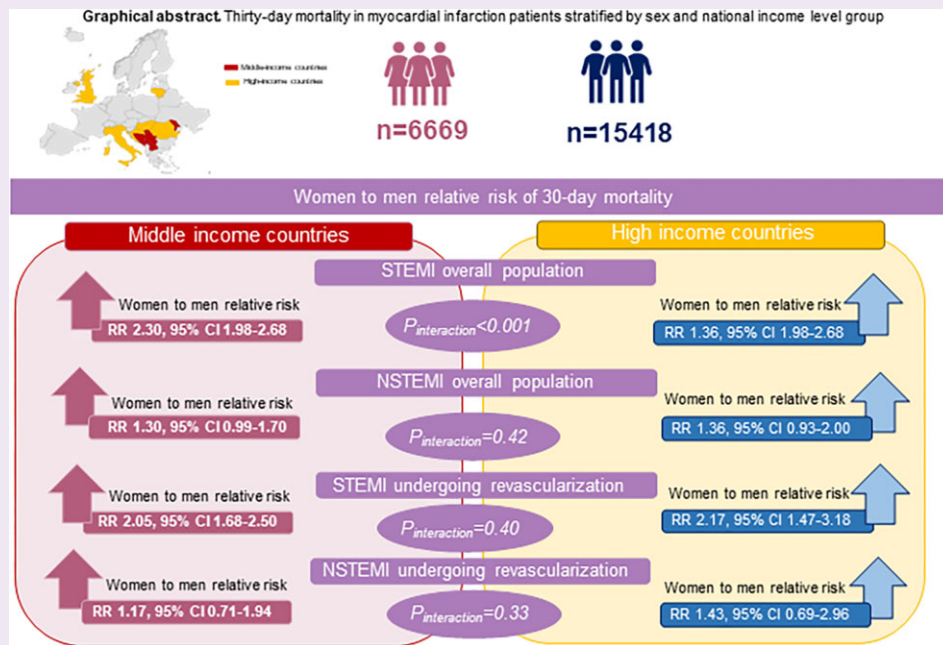 Graphical abstract. Thirty-day mortality in myocardial infarction patients stratified by sex and national income level group
Middle-income countries
High-income countries
n=6669
n=15418
Women to men relative risk of 30-day mortality
Middle income countries
High income countries
STEMI overall population
Women to men relative risk
RR 2.30, 95% CI 1.98-2.68
P interaction<0.001
Women to men relative risk
RR 1.36, 95% CI 1.98-2.68
NSTEMI overall population
Women to men relative risk
RR 1.30, 95% CI 0.99-1.70
P interaction=0.42
Women to men relative risk
RR 1.36, 95% CI 0.93-2.00
STEMI undergoing revascularization
Women to men relative risk
RR 2.05, 95% CI 1.68-2.50
P interaction=0.40
Women to men relative risk
RR 2.17, 95% CI 1.47-3.18
NSTEMI undergoing revascularization
Women to men relative risk
RR 1.17, 95% CI 0.71-1.94
P interaction=0.33
Women to men relative risk
RR 1.43, 95% CI 0.69-2.96